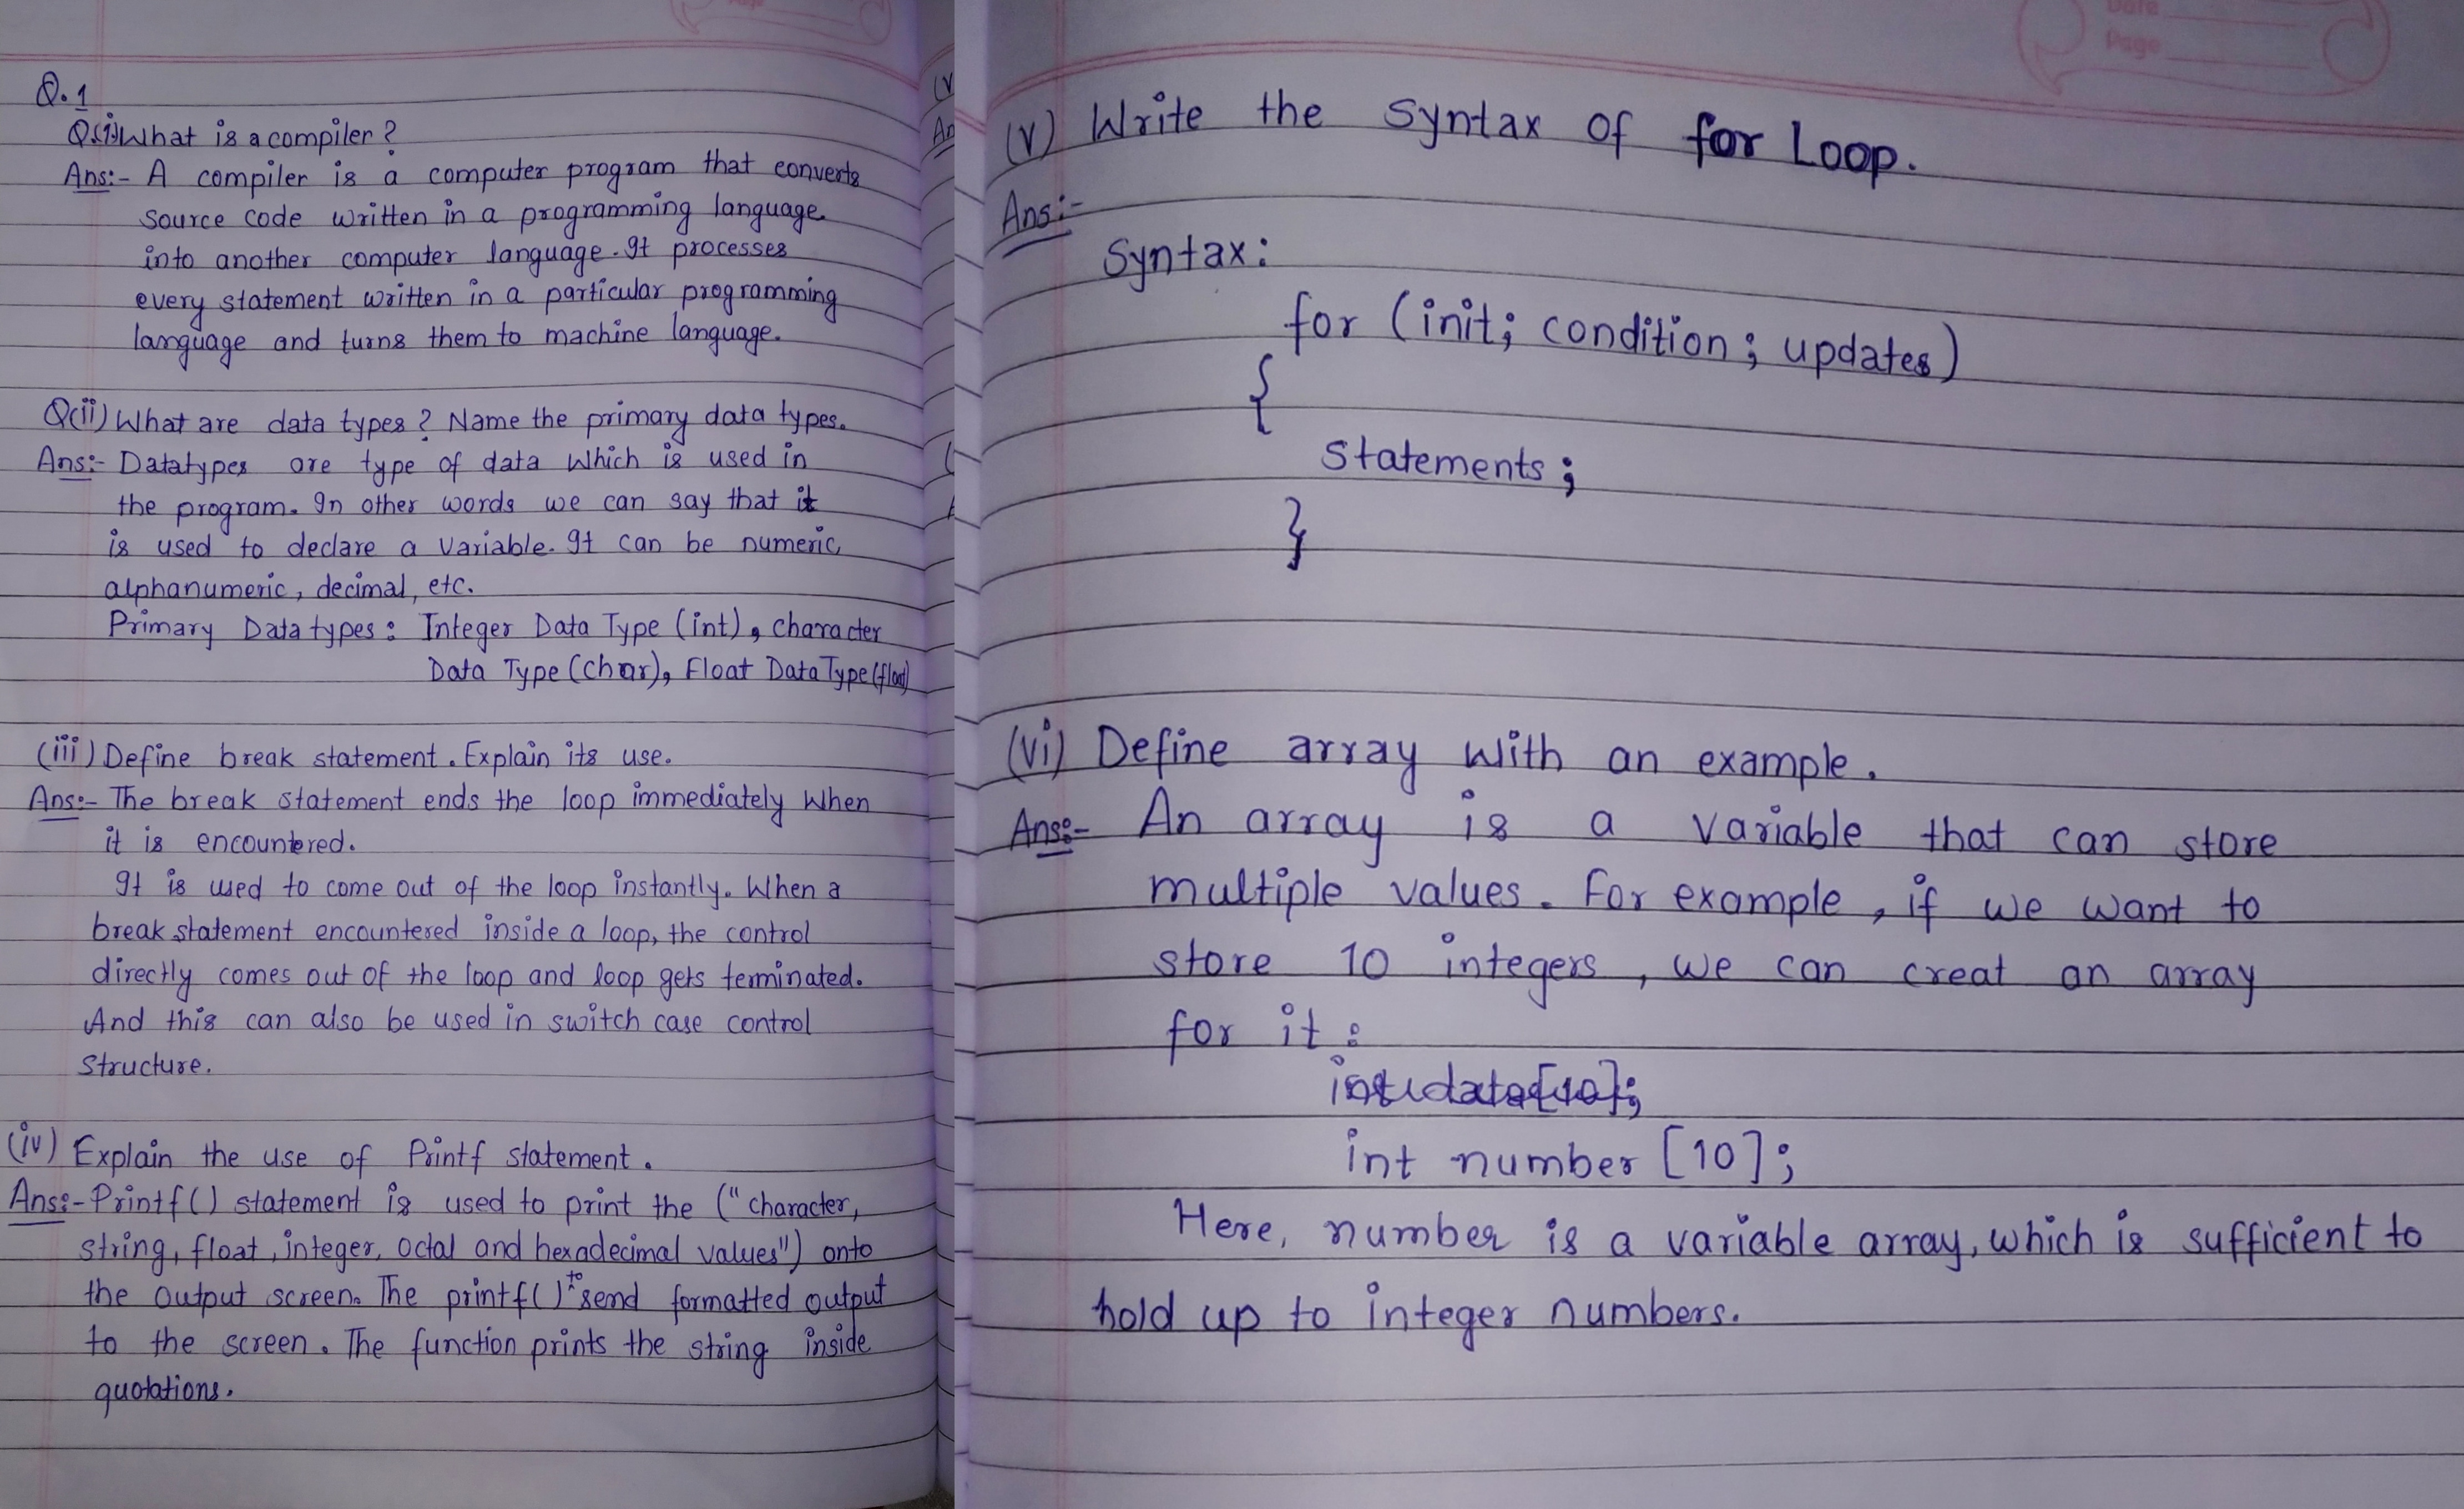 Q.1
Q(i) What is a compiler?
Ans:- A compiler is a computer program that converts
source code written in a programming language
into another computer language. It processes
every statement written in a particular programming
language and turns them to machine language.
Q(ii) What are data types? Name the primary data types.
Ans:- Datatypes are type of data which is used in
the program. In other words we can say that it
is used to declare a variable. It can be numeric,
alphanumeric, decimal, etc.
Primary Data types: Integer Data Type (int), character
Data Type (char), Float Data Type (float)
(iii) Define break statement. Explain its use.
Ans:- The break statement ends the loop immediately when
it is encountered.
It is used to come out of the loop instantly. When a
break statement encountered inside a loop, the control
directly comes out of the loop and loop gets terminated.
And this can also be used in switch case control
structure.
(iv) Explain the use of Printf statement.
Ans:- Printf() statement is used to print the ("character,
string, float, integer, octal and hexadecimal values") onto
the output screen. The printf() to send formatted output
to the screen. The function prints the string inside
quotations.
Date
Page
(v) Write the syntax of for Loop.
Ans:-
Syntax:
for (init; condition; updates)
{
statements;
}
(vi) Define array with an example.
Ans:- An array is a variable that can store
multiple values. For example, if we want to
store 10 integers, we can creat an array
for it:
int data[10];
int number [10];
Here, number is a variable array, which is sufficient to
hold up to integer numbers.